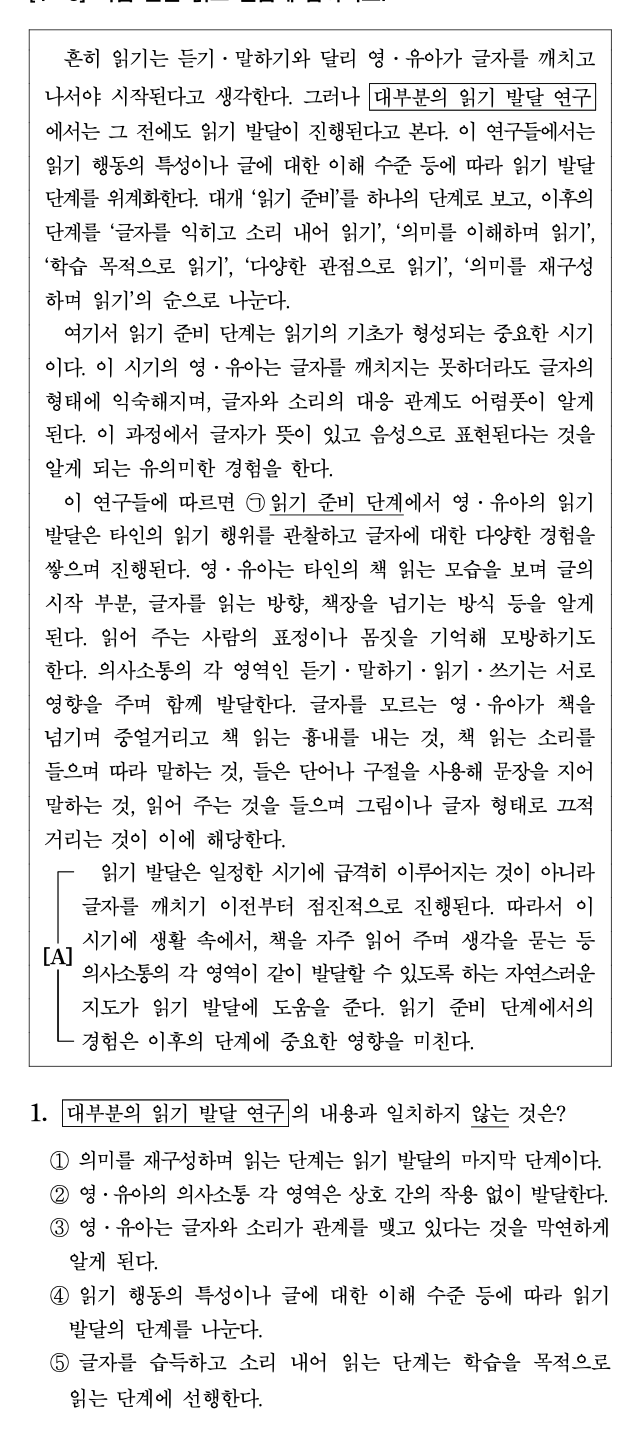 흔히 읽기는 듣기·말하기와 달리 영·유아가 글자를 깨치고
나서야 시작된다고 생각한다. 그러나 대부분의 읽기 발달 연구
에서는 그 전에도 읽기 발달이 진행된다고 본다. 이 연구들에서는
읽기 행동의 특성이나 글에 대한 이해 수준 등에 따라 읽기 발달
단계를 위계화한다. 대개 ‘읽기 준비’를 하나의 단계로 보고, 이후의
단계를 ‘글자를 익히고 소리 내어 읽기’, ‘의미를 이해하며 읽기’,
‘학습 목적으로 읽기’, ‘다양한 관점으로 읽기’, ‘의미를 재구성
하며 읽기’의 순으로 나눈다.
여기서 읽기 준비 단계는 읽기의 기초가 형성되는 중요한 시기
이다. 이 시기의 영·유아는 글자를 깨치지는 못하더라도 글자의
형태에 익숙해지며, 글자와 소리의 대응 관계도 어렴풋이 알게
된다. 이 과정에서 글자가 뜻이 있고 음성으로 표현된다는 것을
알게 되는 유의미한 경험을 한다.
이 연구들에 따르면 ㉠읽기 준비 단계에서 영·유아의 읽기
발달은 타인의 읽기 행위를 관찰하고 글자에 대한 다양한 경험을
쌓으며 진행된다. 영·유아는 타인의 책 읽는 모습을 보며 글의
시작 부분, 글자를 읽는 방향, 책장을 넘기는 방식 등을 알게
된다. 읽어 주는 사람의 표정이나 몸짓을 기억해 모방하기도
한다. 의사소통의 각 영역인 듣기·말하기·읽기·쓰기는 서로
영향을 주며 함께 발달한다. 글자를 모르는 영·유아가 책을
넘기며 중얼거리고 책 읽는 흉내를 내는 것, 책 읽는 소리를
들으며 따라 말하는 것, 들은 단어나 구절을 사용해 문장을 지어
말하는 것, 읽어 주는 것을 들으며 그림이나 글자 형태로 끄적
거리는 것이 이에 해당한다.
읽기 발달은 일정한 시기에 급격히 이루어지는 것이 아니라
글자를 깨치기 이전부터 점진적으로 진행된다. 따라서 이
시기에 생활 속에서, 책을 자주 읽어 주며 생각을 묻는 등
[A]
의사소통의 각 영역이 같이 발달할 수 있도록 하는 자연스러운
지도가 읽기 발달에 도움을 준다. 읽기 준비 단계에서의
경험은 이후의 단계에 중요한 영향을 미친다.
1. 대부분의 읽기 발달 연구의 내용과 일치하지 않는 것은?
① 의미를 재구성하며 읽는 단계는 읽기 발달의 마지막 단계이다.
② 영·유아의 의사소통 각 영역은 상호 간의 작용 없이 발달한다.
③ 영·유아는 글자와 소리가 관계를 맺고 있다는 것을 막연하게
알게 된다.
④ 읽기 행동의 특성이나 글에 대한 이해 수준 등에 따라 읽기
발달의 단계를 나눈다.
⑤ 글자를 습득하고 소리 내어 읽는 단계는 학습을 목적으로
읽는 단계에 선행한다.